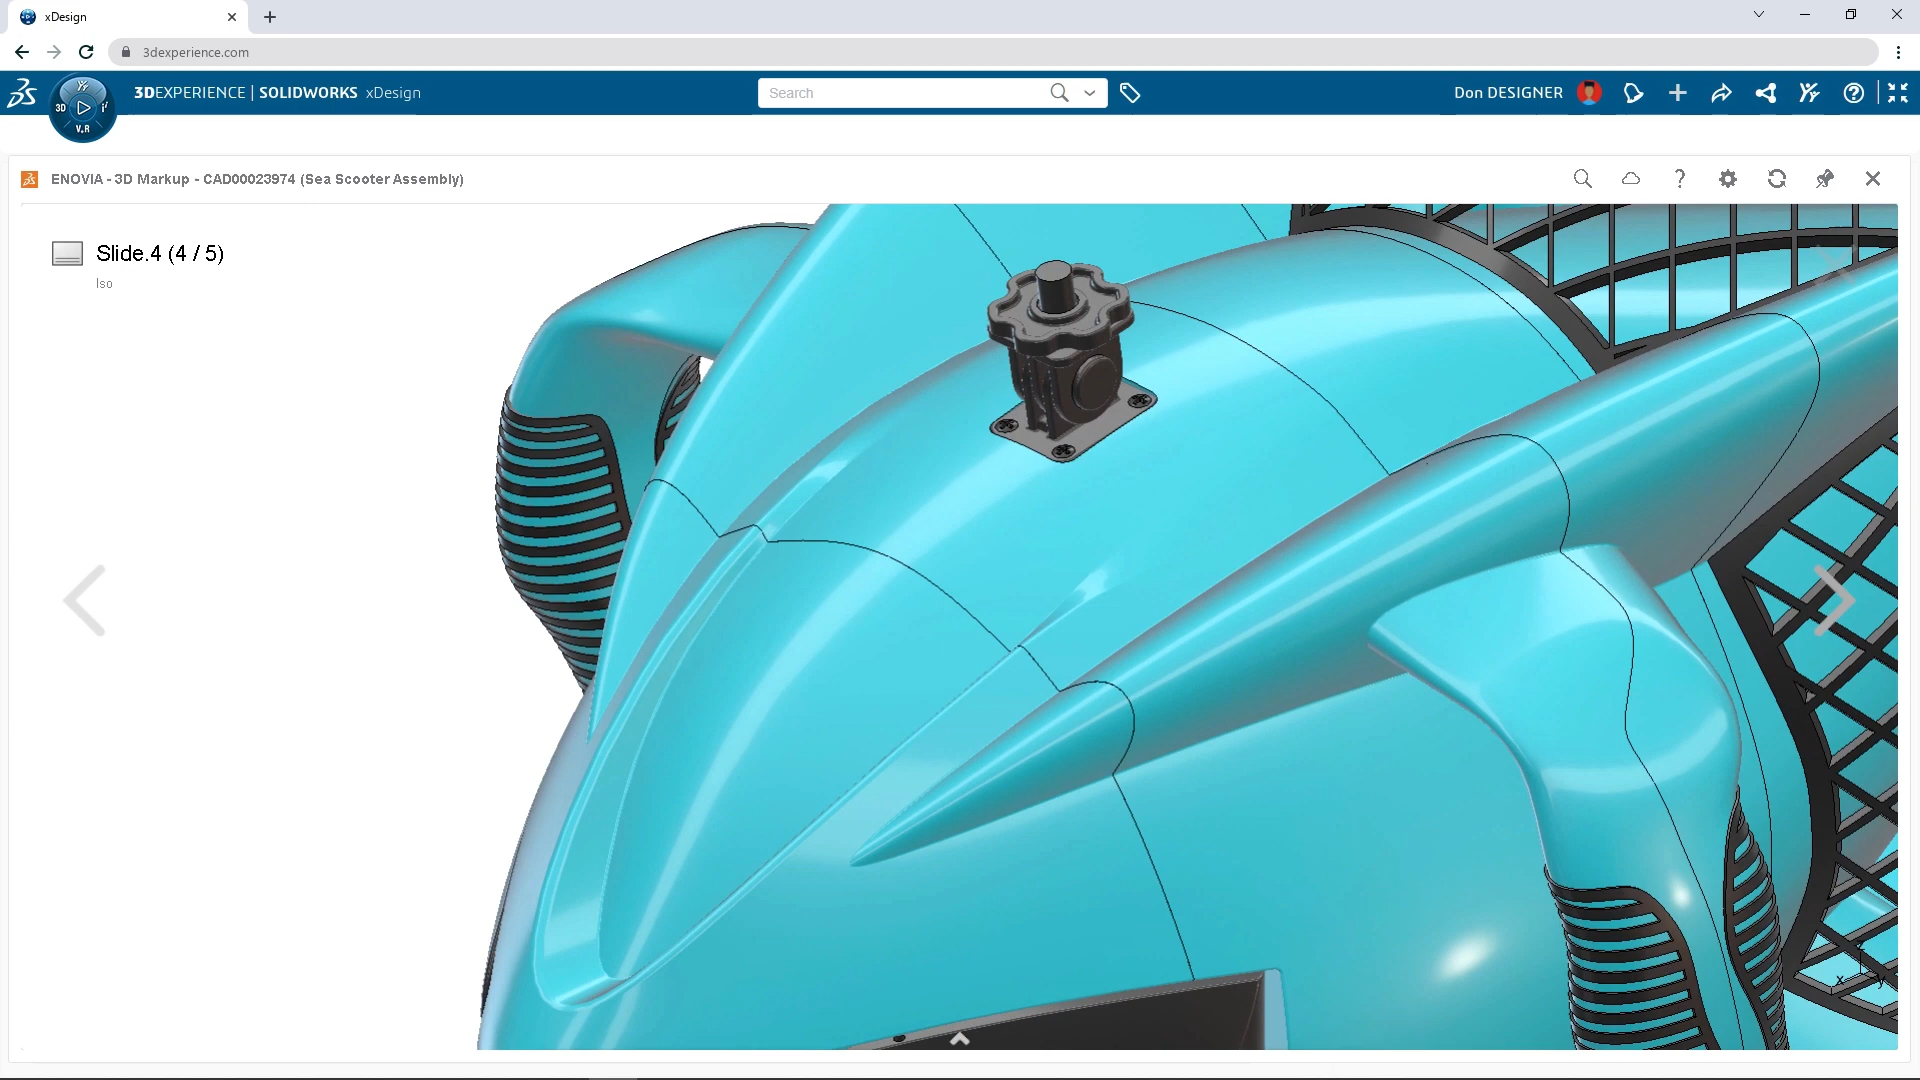 xDesign
3dexperience.com
3DEXPERIENCE | SOLIDWORKS xDesign
Search
Don DESIGNER
3D
V.R
ENOVIA - 3D Markup - CAD00023974 (Sea Scooter Assembly)
Slide.4 (4 / 5)
Iso
x
y